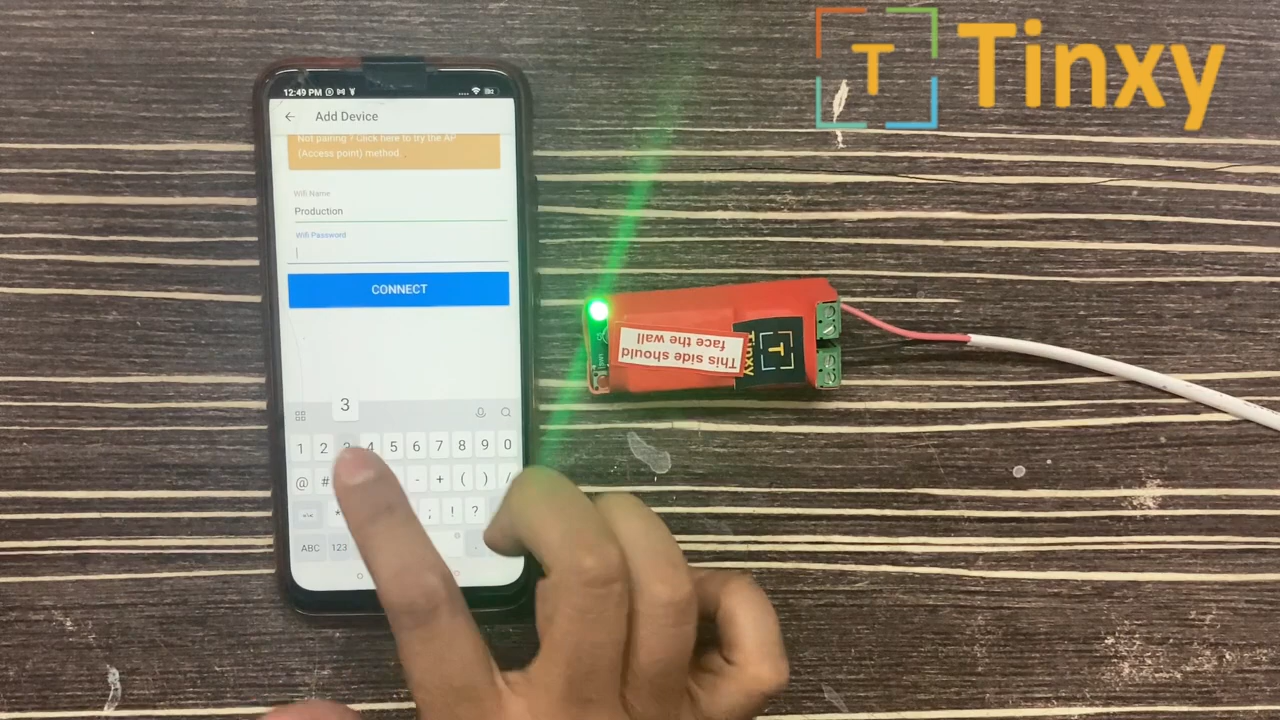 T Tinxy
12:49 PM
Add Device
Not pairing ? Click here to try the AP
(Access point) method.
Wifi Name
Production
Wifi Password
CONNECT
3
1 2 3 4 5 6 7 8 9 0
@ # - + ( ) /
* ; ! ?
ABC 123
This side should
face the wall
T
Tinxy